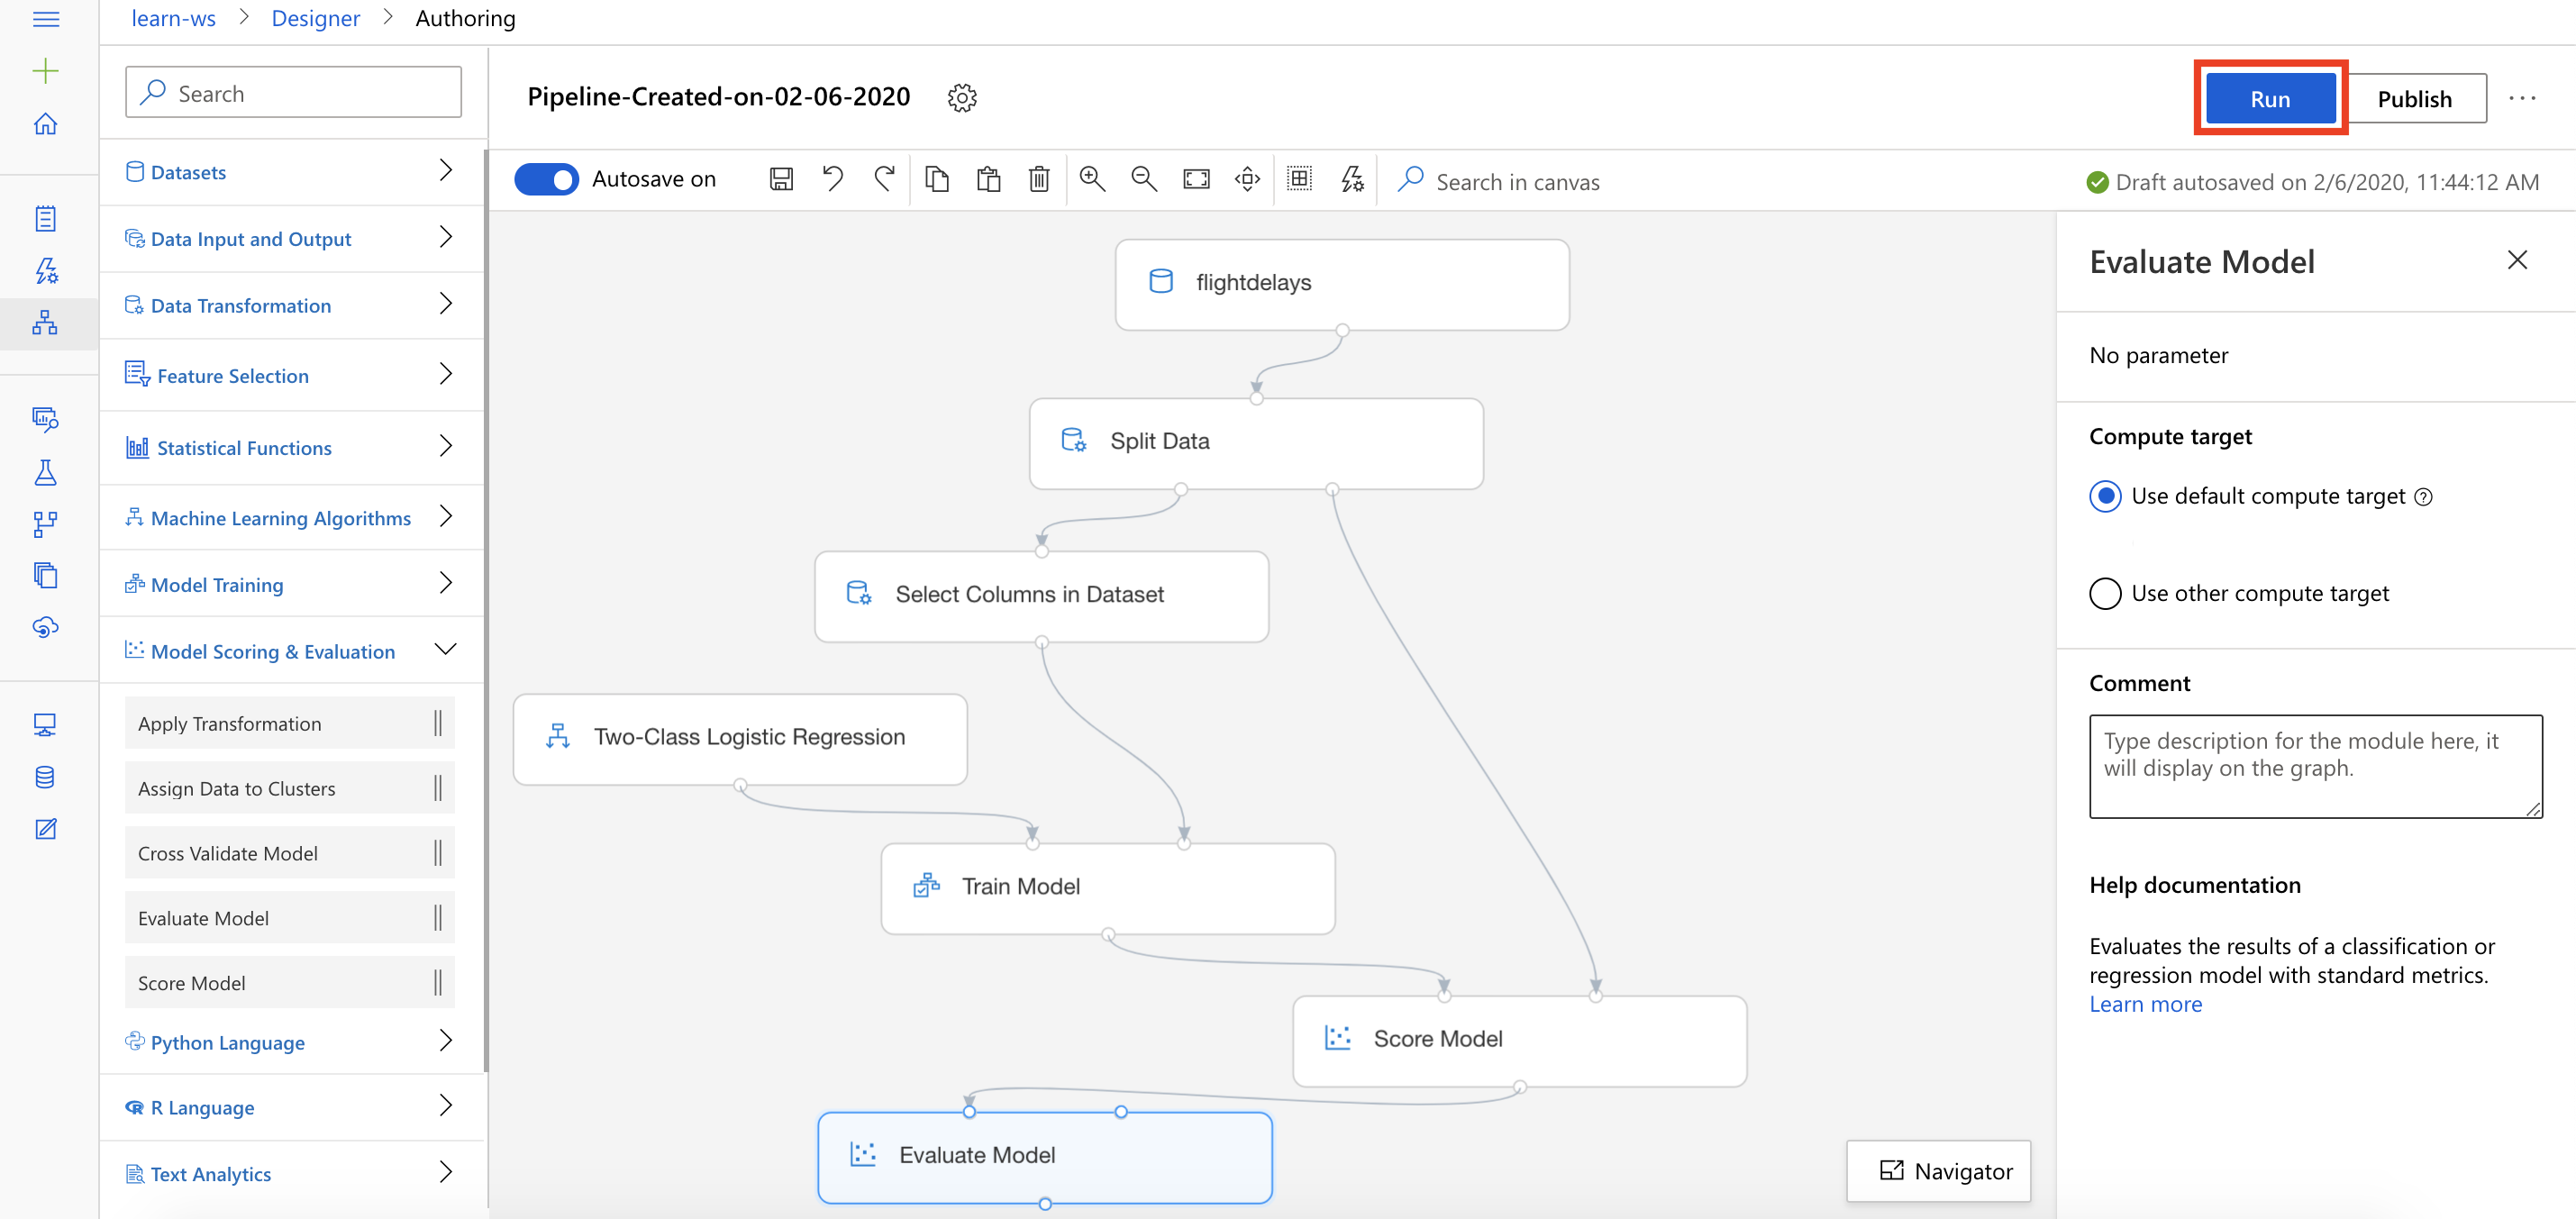 learn-ws > Designer > Authoring
Search
Datasets
Data Input and Output
Data Transformation
Feature Selection
Statistical Functions
Machine Learning Algorithms
Model Training
Model Scoring & Evaluation
Apply Transformation
Assign Data to Clusters
Cross Validate Model
Evaluate Model
Score Model
Python Language
R Language
Text Analytics
Pipeline-Created-on-02-06-2020
Run
Publish
Autosave on
Search in canvas
Draft autosaved on 2/6/2020, 11:44:12 AM
flightdelays
Split Data
Select Columns in Dataset
Two-Class Logistic Regression
Train Model
Score Model
Evaluate Model
Navigator
Evaluate Model
No parameter
Compute target
Use default compute target
Use other compute target
Comment
Type description for the module here, it
will display on the graph.
Help documentation
Evaluates the results of a classification or
regression model with standard metrics.
Learn more